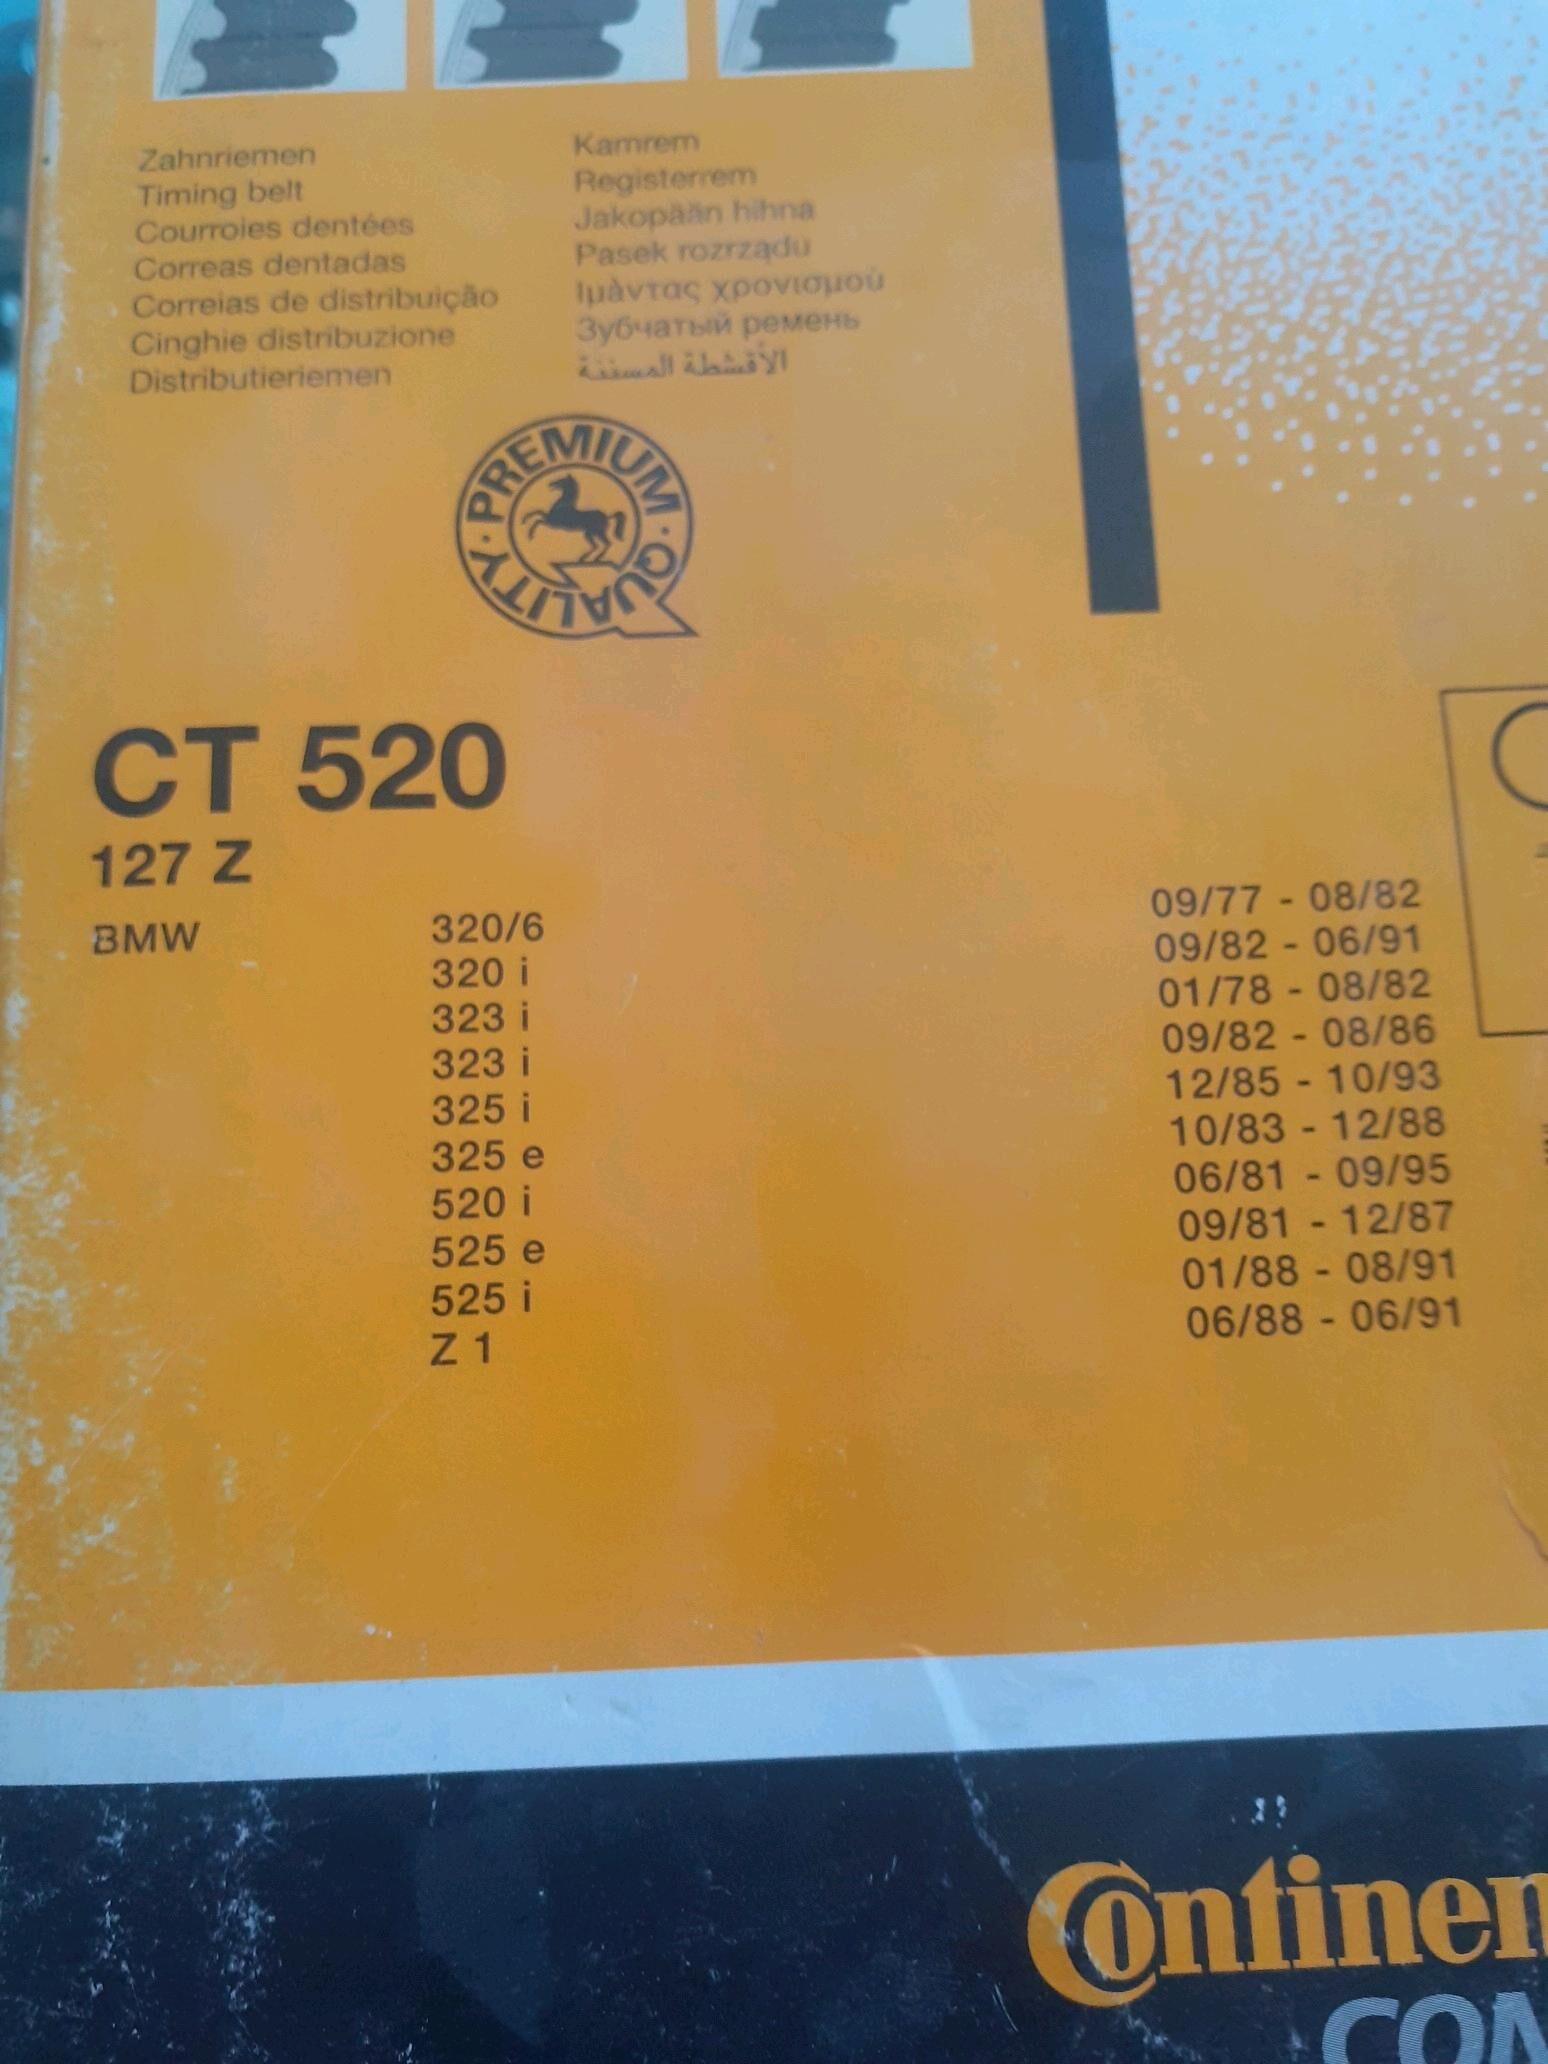 Zahnriemen
Timing belt
Courroies dentées
Correas dentadas
Correias de distribuição
Cinghie distribuzione
Distributieriemen
Kamrem
Registerrem
Jakopään hihna
Pasek rozrządu
Ιμὰντας χρονισμοὺ
Зубчатый ремень
الأقشطة المسننة
PREMIUM · QUALITY ·
CT 520
127 Z
BMW 320/6 09/77 - 08/82
320 i 09/82 - 06/91
323 i 01/78 - 08/82
323 i 09/82 - 08/86
325 i 12/85 - 10/93
325 e 10/83 - 12/88
520 i 06/81 - 09/95
525 e 09/81 - 12/87
525 i 01/88 - 08/91
Z 1 06/88 - 06/91
Continen
CON